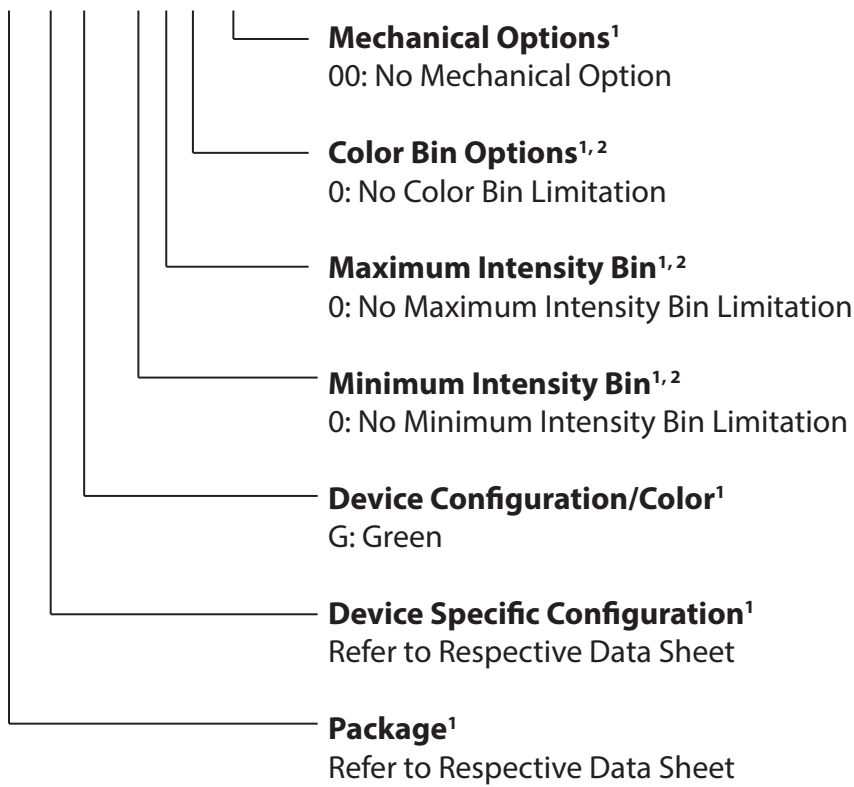 Mechanical Options1
00: No Mechanical Option
Color Bin Options1, 2
0: No Color Bin Limitation
Maximum Intensity Bin1, 2
0: No Maximum Intensity Bin Limitation
Minimum Intensity Bin1, 2
0: No Minimum Intensity Bin Limitation
Device Configuration/Color1
G: Green
Device Specific Configuration1
Refer to Respective Data Sheet
Package1
Refer to Respective Data Sheet